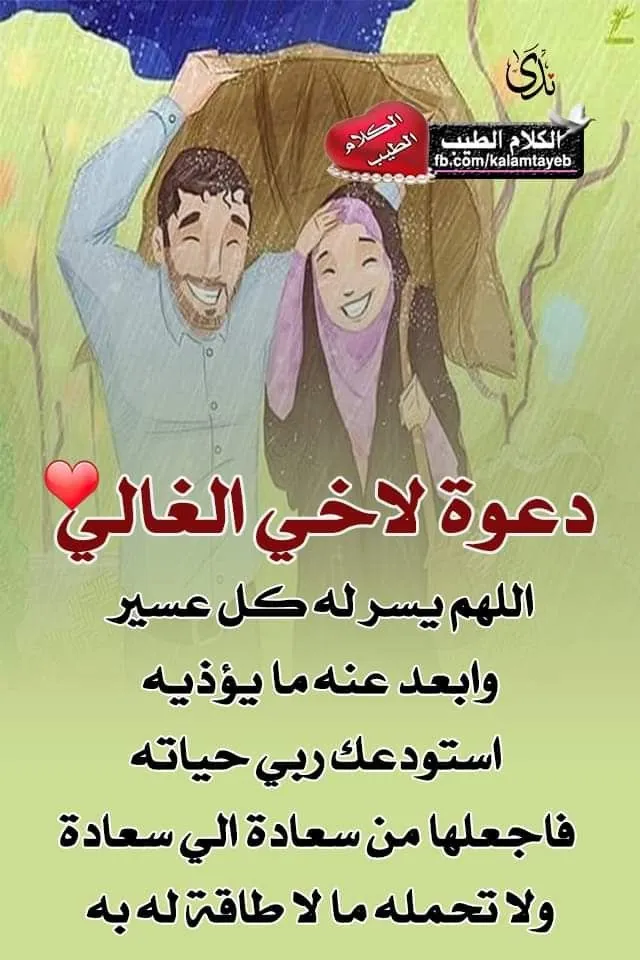 ندى
الكلام الطيب
الكلام الطيب
fb.com/kalamtayeb
دعوة لاخي الغالي
اللهم يسر له كل عسير
وابعد عنه ما يؤذيه
استودعك ربي حياته
فاجعلها من سعادة الي سعادة
ولا تحمله ما لا طاقة له به